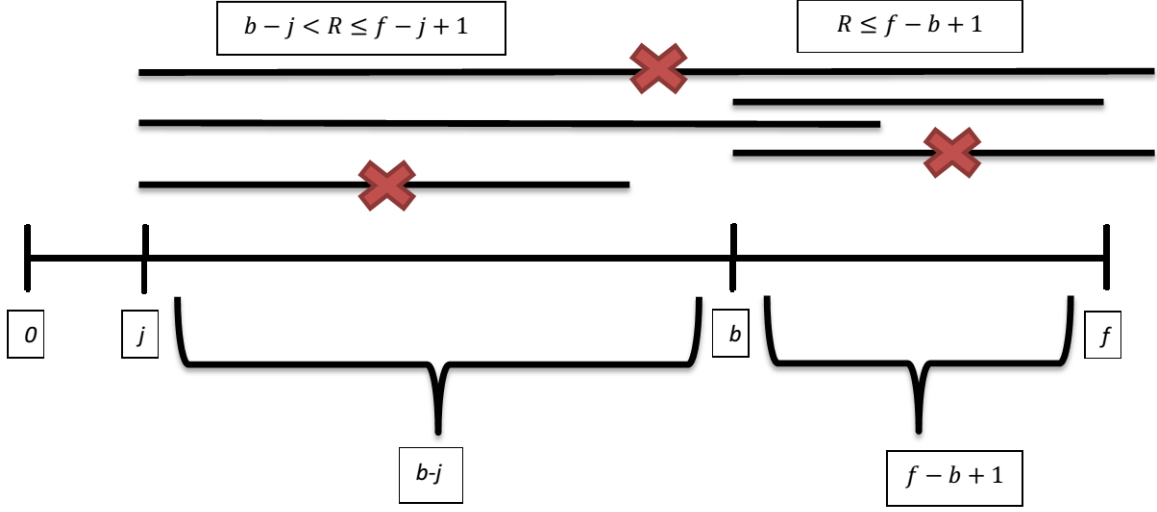 b − j < R ≤ f − j + 1
R ≤ f − b + 1
0
j
b
f
b-j
f − b + 1